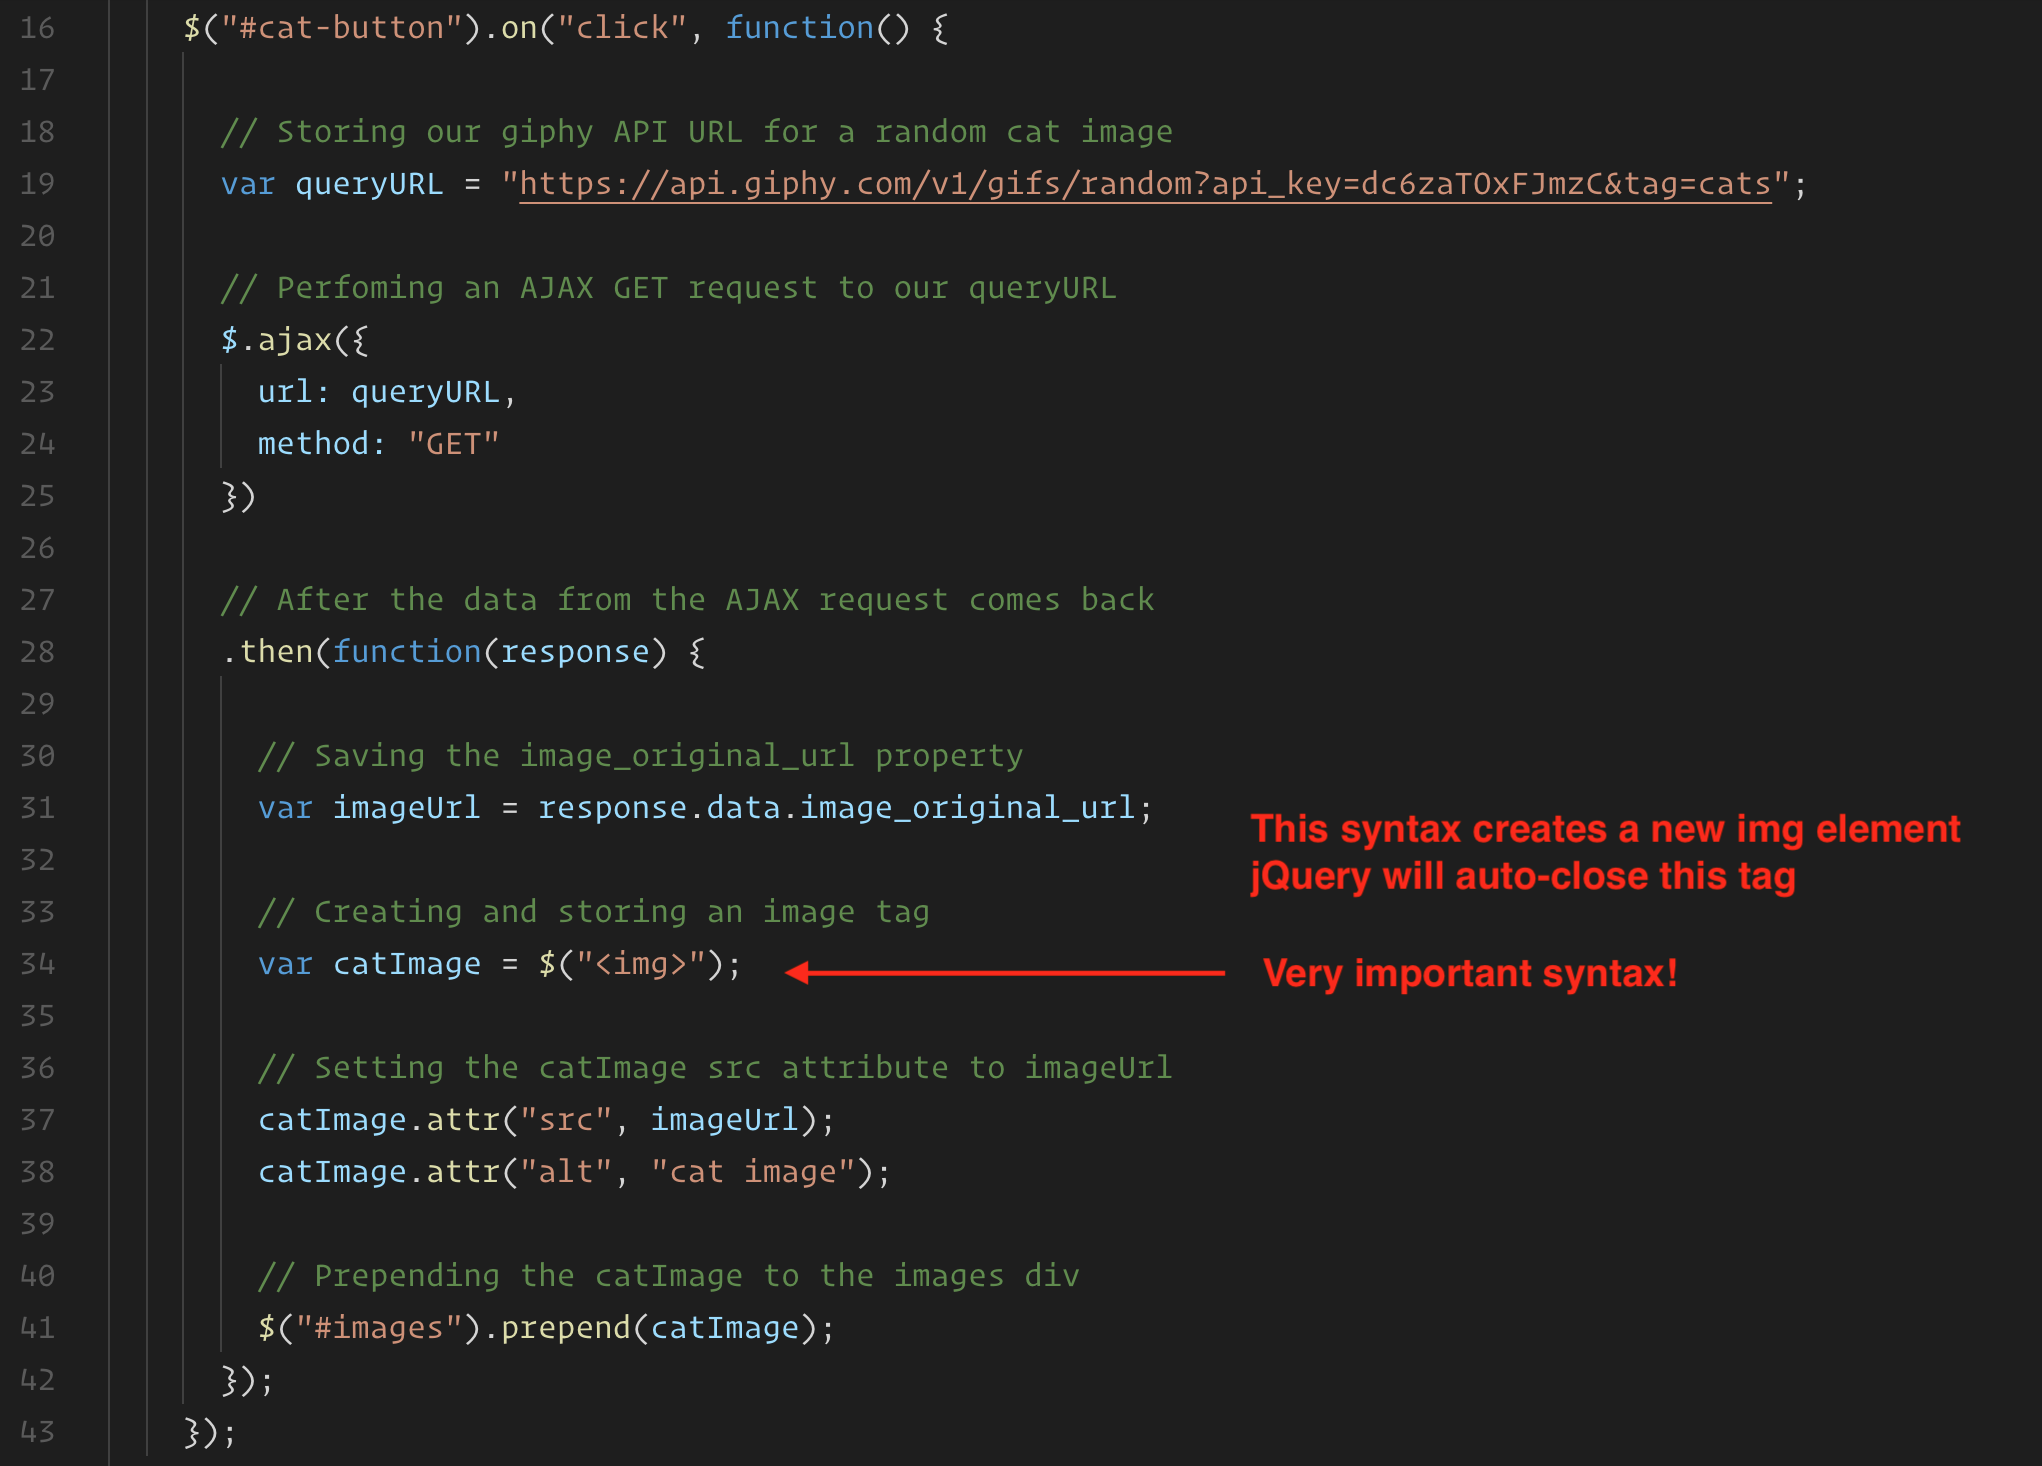 16 $("#cat-button").on("click", function() {
17
18 // Storing our giphy API URL for a random cat image
19 var queryURL = "https://api.giphy.com/v1/gifs/random?api_key=dc6zaTOxFJmzC&tag=cats";
20
21 // Perfoming an AJAX GET request to our queryURL
22 $.ajax({
23 url: queryURL,
24 method: "GET"
25 })
26
27 // After the data from the AJAX request comes back
28 .then(function(response) {
29
30 // Saving the image_original_url property
31 var imageUrl = response.data.image_original_url;
This syntax creates a new img element
32
jQuery will auto-close this tag
33 // Creating and storing an image tag
34 var catImage = $("<img>");
Very important syntax!
35
36 // Setting the catImage src attribute to imageUrl
37 catImage.attr("src", imageUrl);
38 catImage.attr("alt", "cat image");
39
40 // Prepending the catImage to the images div
41 $("#images").prepend(catImage);
42 });
43 });